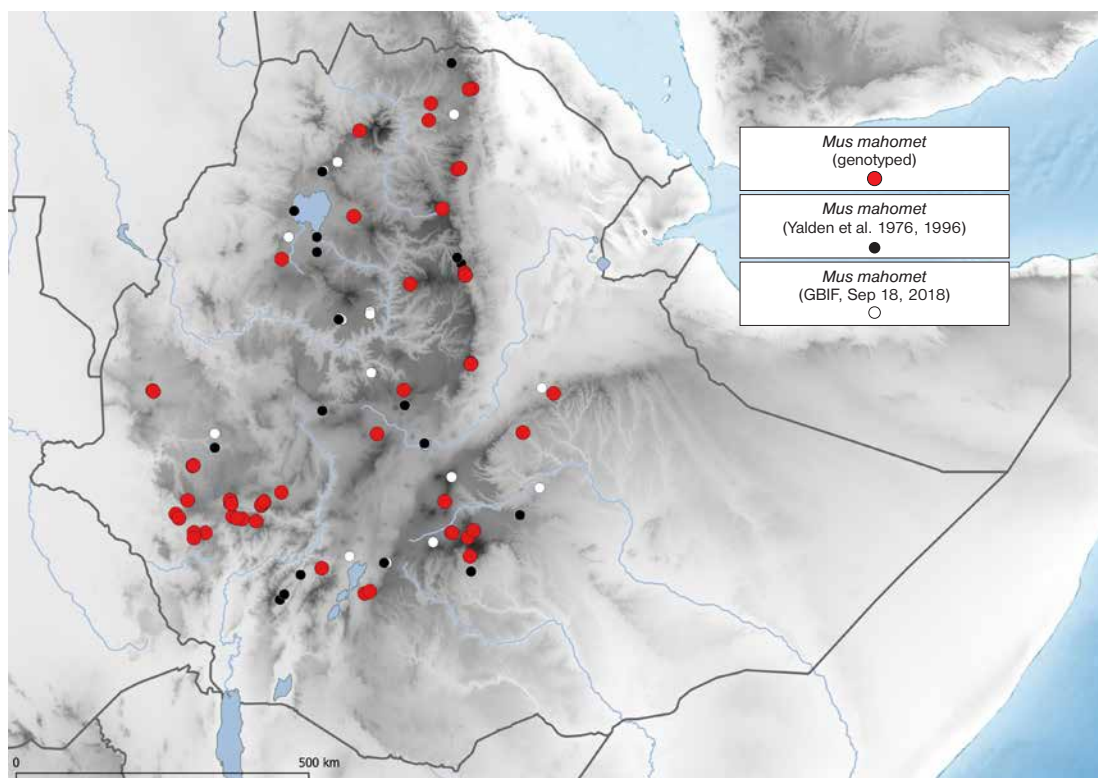 Mus mahomet
(genotyped)
Mus mahomet
(Yalden et al. 1976, 1996)
Mus mahomet
(GBIF, Sep 18, 2018)
0 500 km